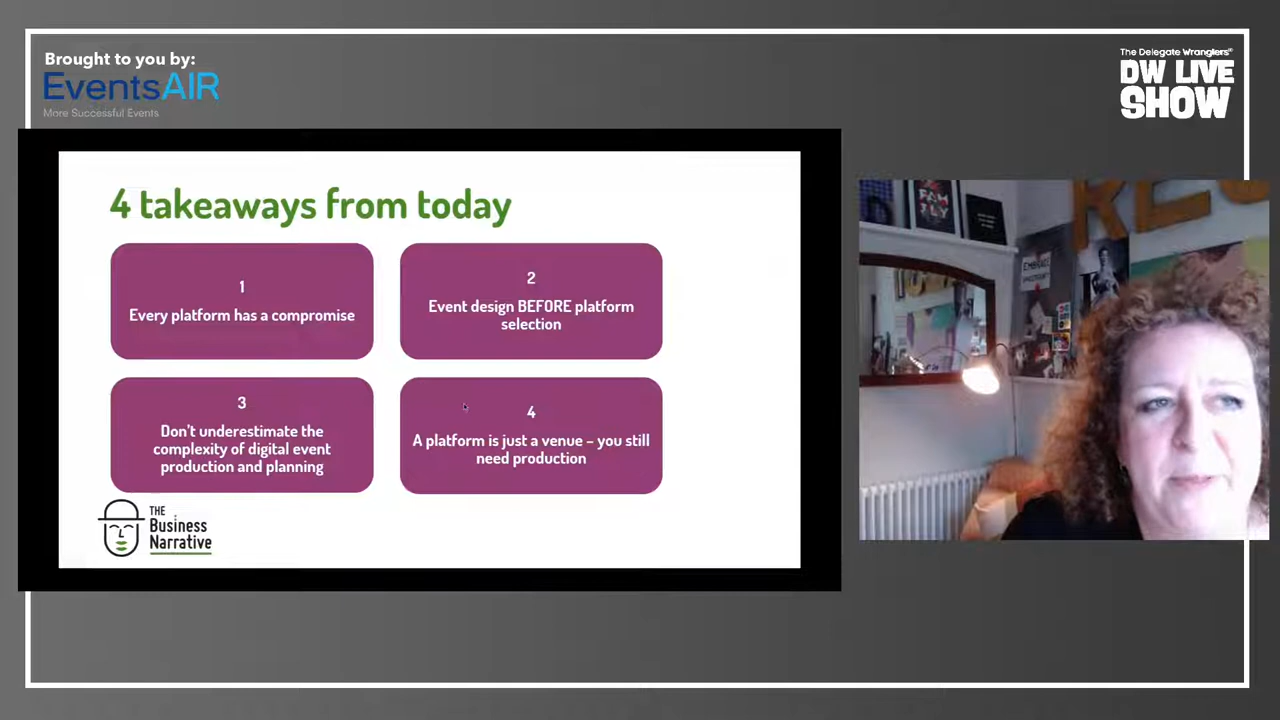 Brought to you by:
EventsAIR
More Successful Events
The Delegate Wranglers®
DW LIVE
SHOW
4 takeaways from today
1
Every platform has a compromise
2
Event design BEFORE platform
selection
3
Don't underestimate the
complexity of digital event
production and planning
4
A platform is just a venue – you still
need production
THE
Business
Narrative
EMBRACE